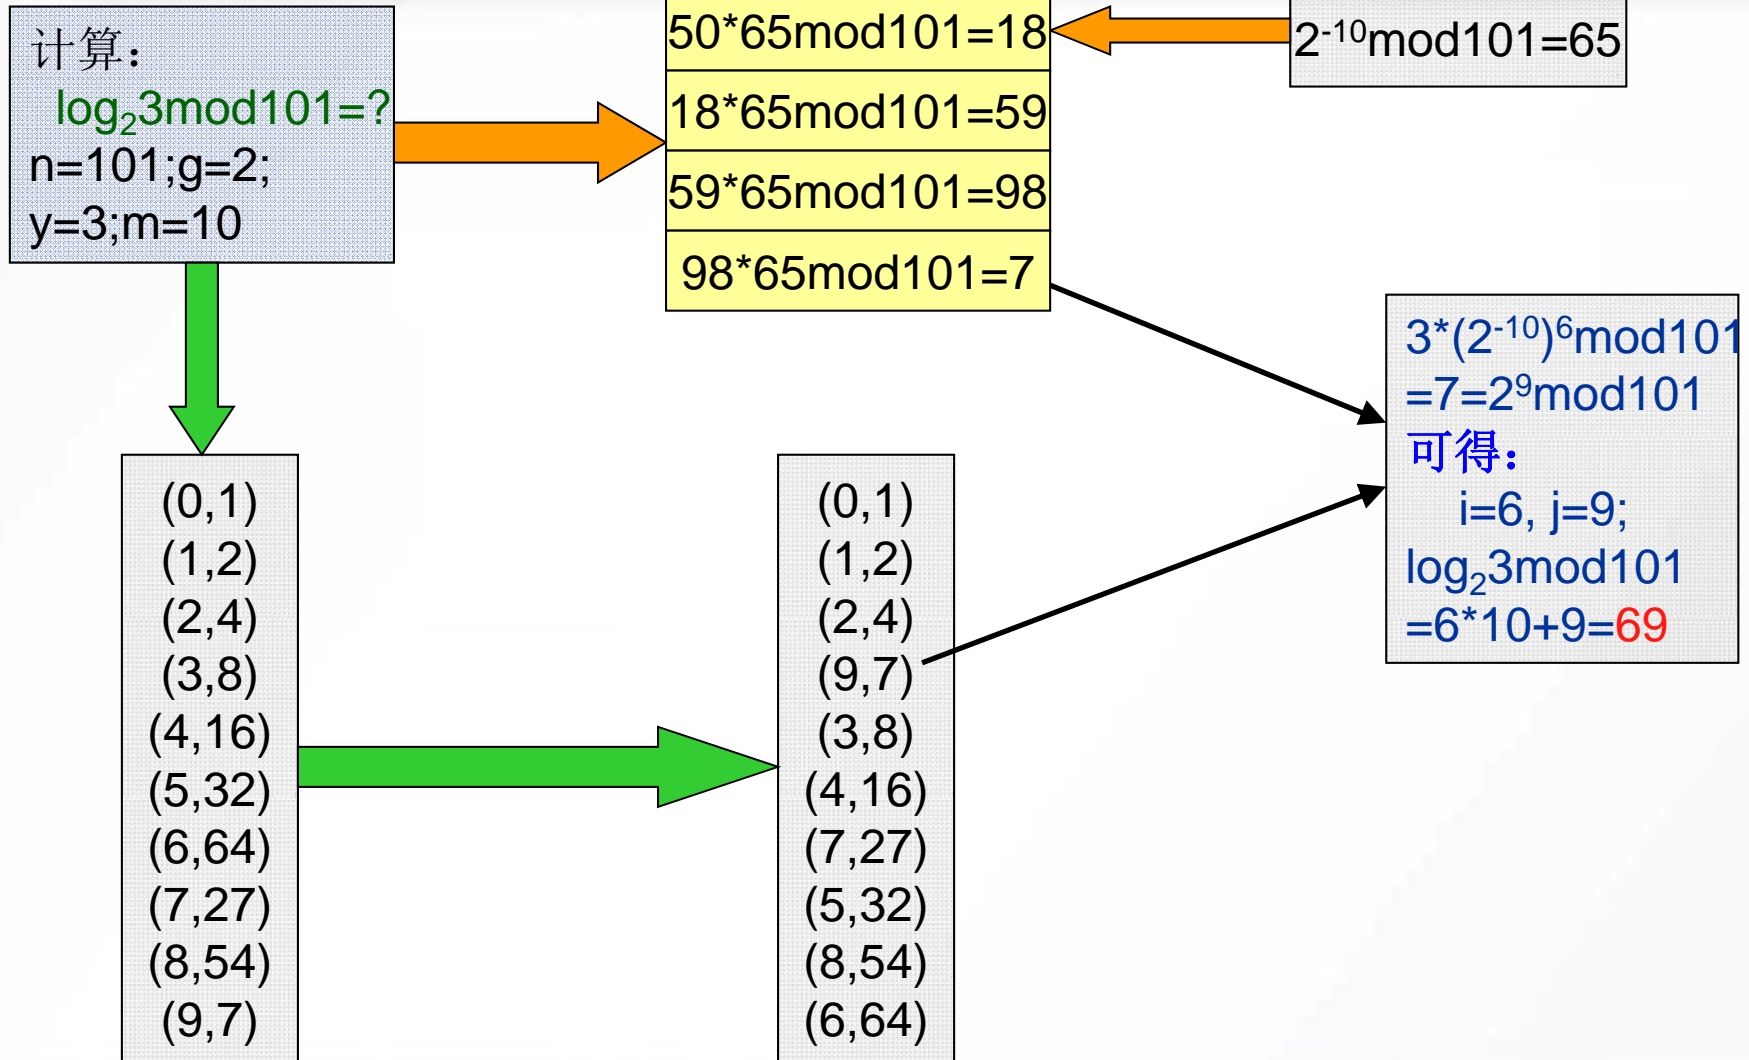 计算：
log₂3mod101=?
n=101;g=2;
y=3;m=10
50*65mod101=18
18*65mod101=59
59*65mod101=98
98*65mod101=7
2⁻¹⁰mod101=65
(0,1)
(1,2)
(2,4)
(3,8)
(4,16)
(5,32)
(6,64)
(7,27)
(8,54)
(9,7)
(0,1)
(1,2)
(2,4)
(9,7)
(3,8)
(4,16)
(7,27)
(5,32)
(8,54)
(6,64)
3*(2⁻¹⁰)⁶mod101
=7=2⁹mod101
可得：
i=6, j=9;
log₂3mod101
=6*10+9=69